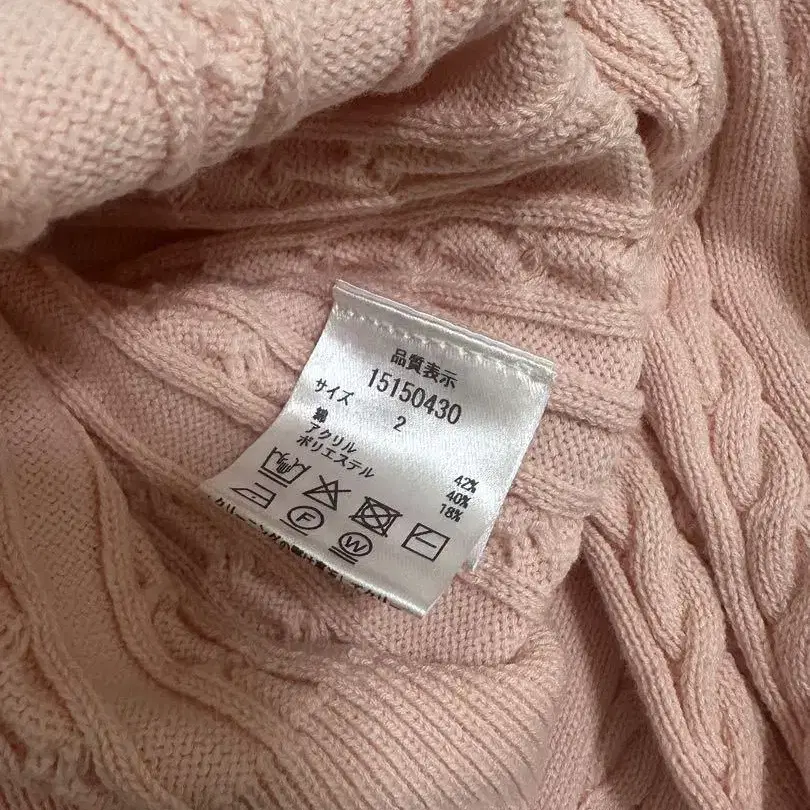 品質表示
15150430
サイズ 2
綿 42%
アクリル 40%
ポリエステル 18%
F
W